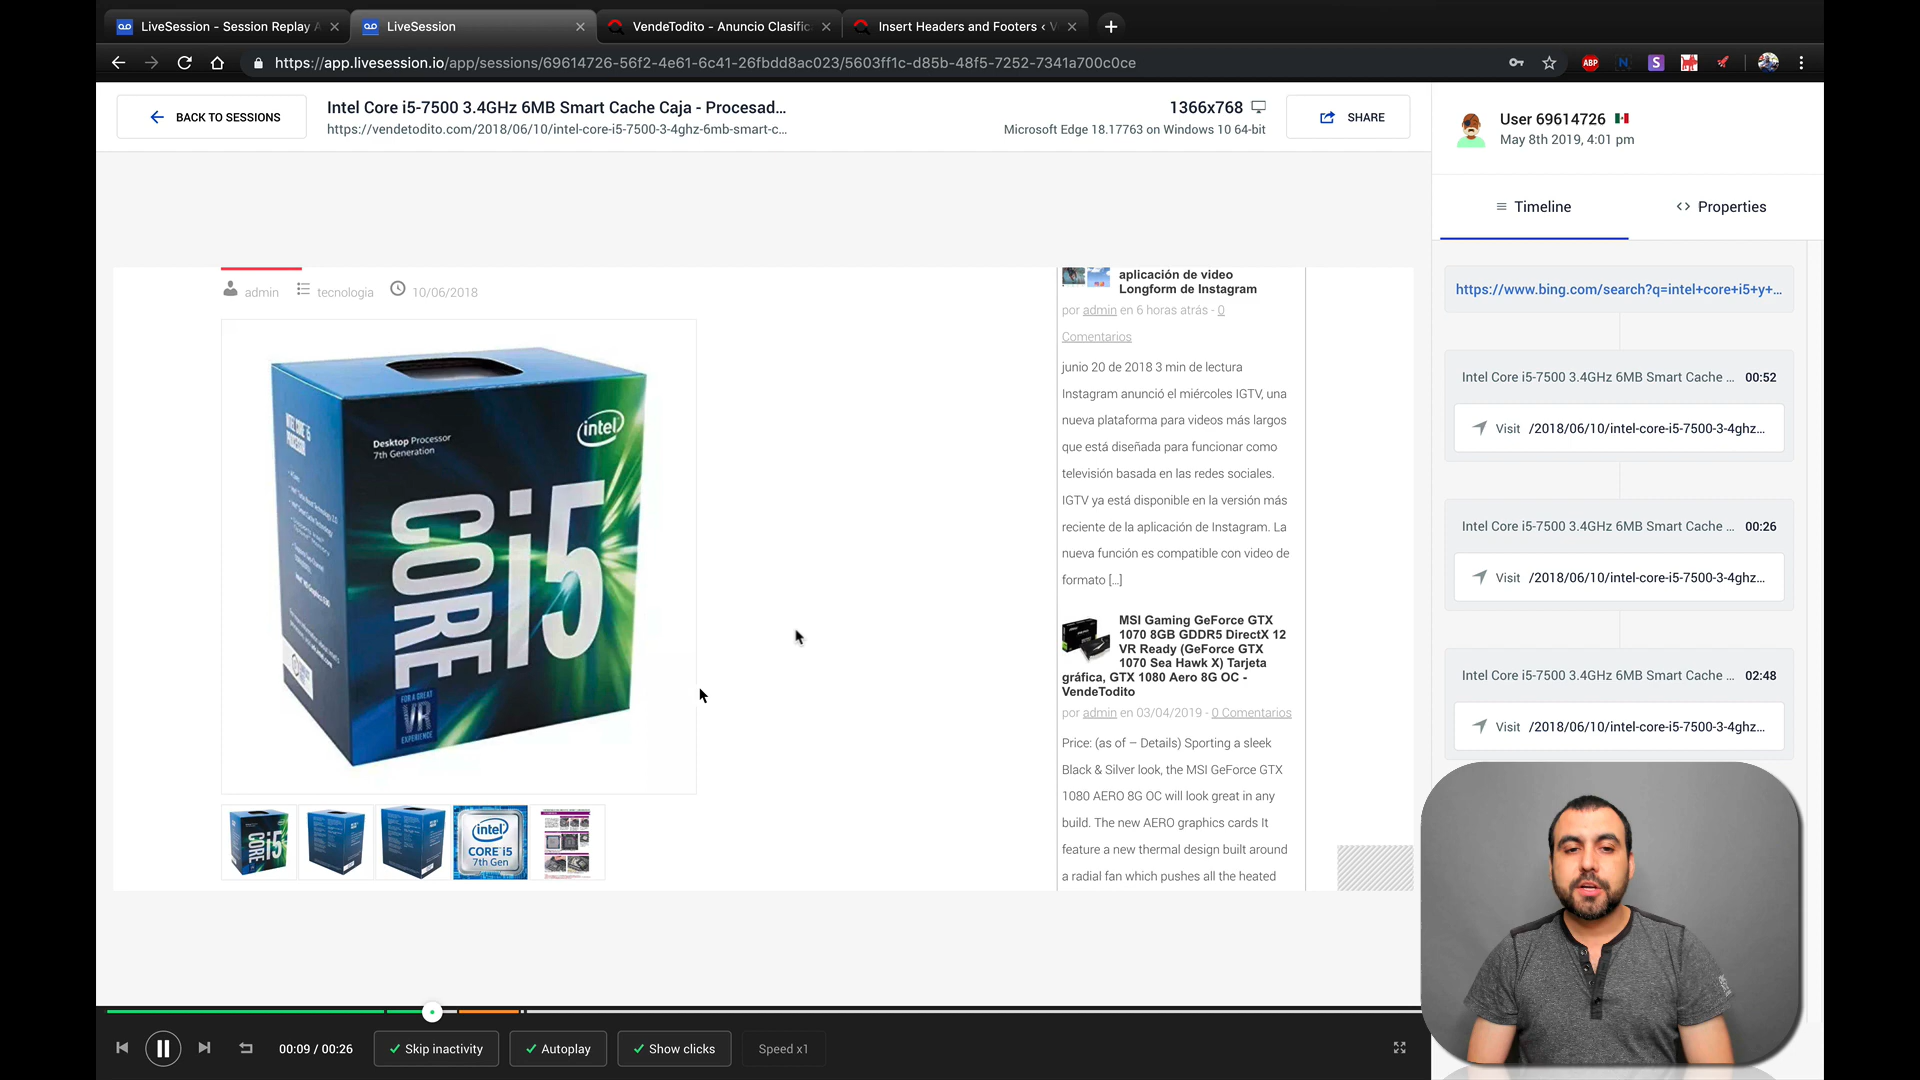 LiveSession - Session Replay A
LiveSession
VendeTodito - Anuncio Clasific
Insert Headers and Footers ‹ V
https://app.livesession.io/app/sessions/69614726-56f2-4e61-6c41-26fbdd8ac023/5603ff1c-d85b-48f5-7252-7341a700c0ce
ABP
N
S
BACK TO SESSIONS
Intel Core i5-7500 3.4GHz 6MB Smart Cache Caja - Procesad...
https://vendetodito.com/2018/06/10/intel-core-i5-7500-3-4ghz-6mb-smart-c...
1366x768
Microsoft Edge 18.17763 on Windows 10 64-bit
SHARE
User 69614726
May 8th 2019, 4:01 pm
Timeline
Properties
https://www.bing.com/search?q=intel+core+i5+y+...
Intel Core i5-7500 3.4GHz 6MB Smart Cache ... 00:52
Visit /2018/06/10/intel-core-i5-7500-3-4ghz...
Intel Core i5-7500 3.4GHz 6MB Smart Cache ... 00:26
Visit /2018/06/10/intel-core-i5-7500-3-4ghz...
Intel Core i5-7500 3.4GHz 6MB Smart Cache ... 02:48
Visit /2018/06/10/intel-core-i5-7500-3-4ghz...
admin tecnologia 10/06/2018
Desktop Processor
7th Generation
intel
CORE i5
FOR A GREAT
VR
EXPERIENCE
CORE i5
intel
CORE i5
7th Gen
aplicación de video
Longform de Instagram
por admin en 6 horas atrás - 0
Comentarios
junio 20 de 2018 3 min de lectura
Instagram anunció el miércoles IGTV, una
nueva plataforma para videos más largos
que está diseñada para funcionar como
televisión basada en las redes sociales.
IGTV ya está disponible en la versión más
reciente de la aplicación de Instagram. La
nueva función es compatible con video de
formato [...]
MSI Gaming GeForce GTX
1070 8GB GDDR5 DirectX 12
VR Ready (GeForce GTX
1070 Sea Hawk X) Tarjeta
gráfica, GTX 1080 Aero 8G OC -
VendeTodito
por admin en 03/04/2019 - 0 Comentarios
Price: (as of – Details) Sporting a sleek
Black & Silver look, the MSI GeForce GTX
1080 AERO 8G OC will look great in any
build. The new AERO graphics cards It
feature a new thermal design built around
a radial fan which pushes all the heated
00:09 / 00:26
Skip inactivity
Autoplay
Show clicks
Speed x1